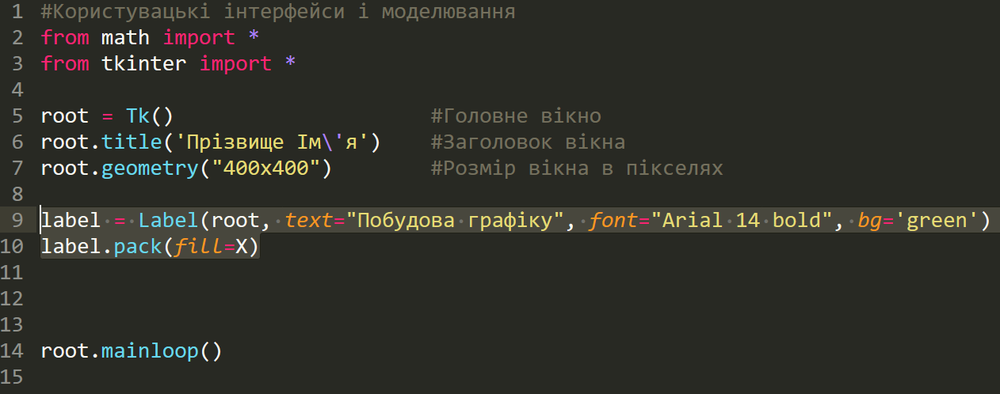 1 #Користувацькі інтерфейси і моделювання
2 from math import *
3 from tkinter import *
4
5 root = Tk() #Головне вікно
6 root.title('Прізвище Ім\'я') #Заголовок вікна
7 root.geometry("400x400") #Розмір вікна в пікселях
8
9 label = Label(root, text="Побудова графіку", font="Arial 14 bold", bg='green')
10 label.pack(fill=X)
11
12
13
14 root.mainloop()
15